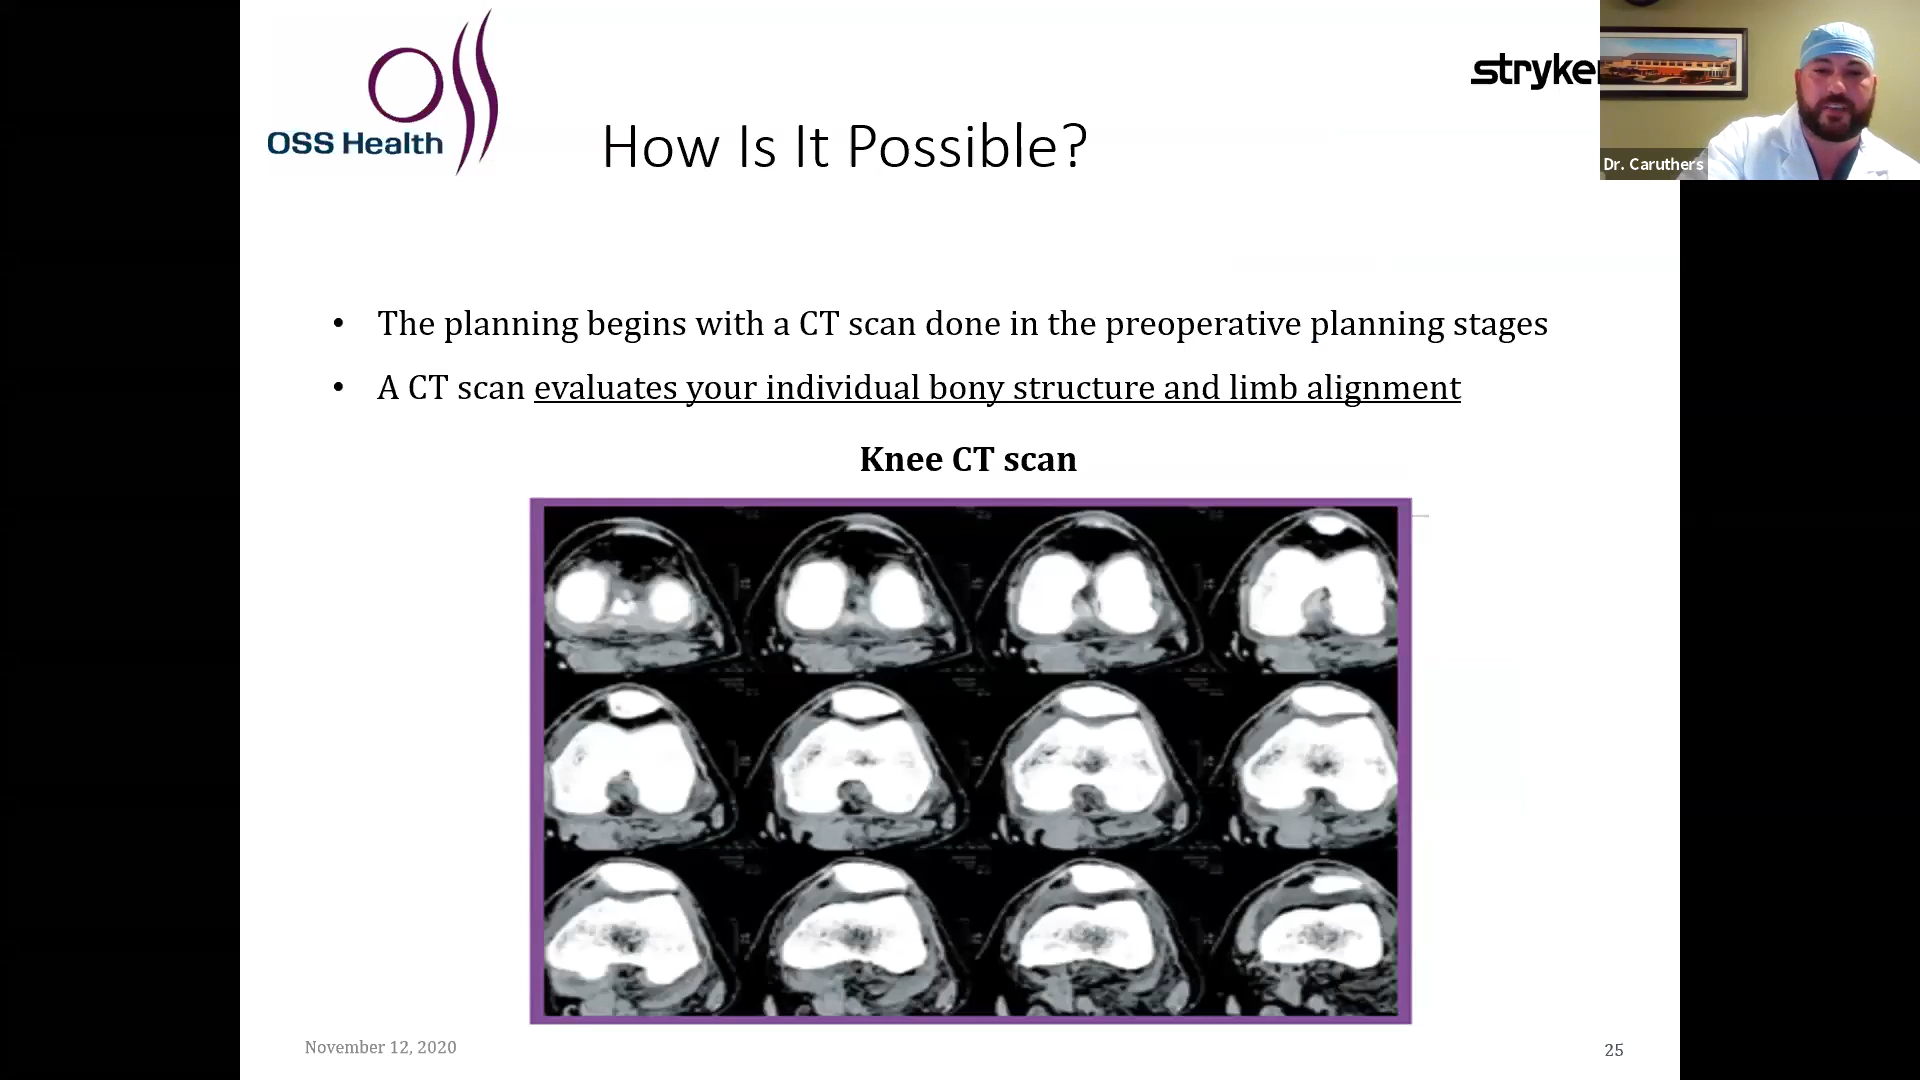 OSS
OSS Health
stryke
How Is It Possible?
Dr. Caruthers
• The planning begins with a CT scan done in the preoperative planning stages
• A CT scan evaluates your individual bony structure and limb alignment
Knee CT scan
November 12, 2020
25